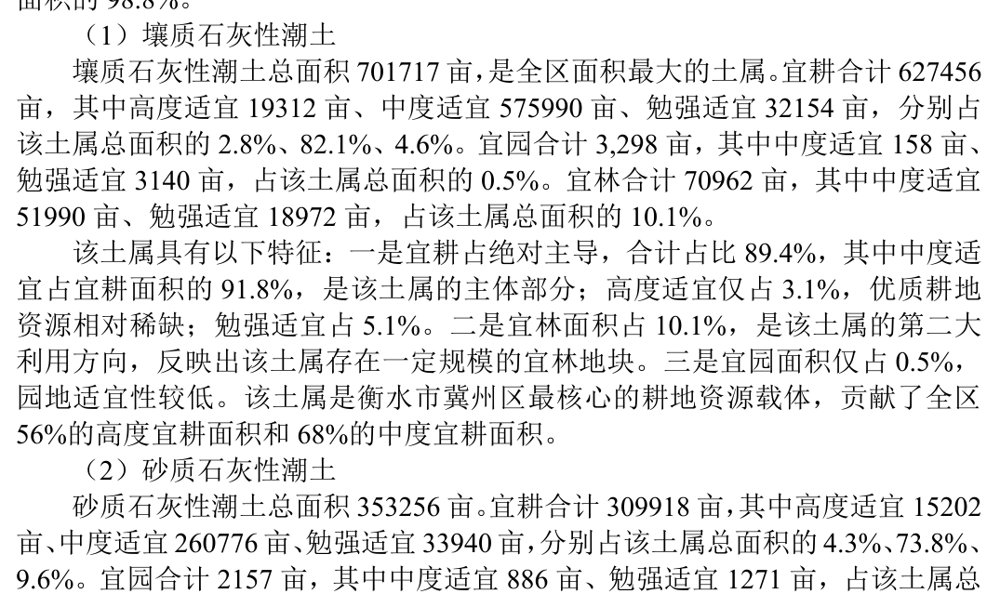 面积的 98.8%。
（1）壤质石灰性潮土
壤质石灰性潮土总面积 701717 亩，是全区面积最大的土属。宜耕合计 627456
亩，其中高度适宜 19312 亩、中度适宜 575990 亩、勉强适宜 32154 亩，分别占
该土属总面积的 2.8%、82.1%、4.6%。宜园合计 3,298 亩，其中中度适宜 158 亩、
勉强适宜 3140 亩，占该土属总面积的 0.5%。宜林合计 70962 亩，其中中度适宜
51990 亩、勉强适宜 18972 亩，占该土属总面积的 10.1%。
该土属具有以下特征：一是宜耕占绝对主导，合计占比 89.4%，其中中度适
宜占宜耕面积的 91.8%，是该土属的主体部分；高度适宜仅占 3.1%，优质耕地
资源相对稀缺；勉强适宜占 5.1%。二是宜林面积占 10.1%，是该土属的第二大
利用方向，反映出该土属存在一定规模的宜林地块。三是宜园面积仅占 0.5%，
园地适宜性较低。该土属是衡水市冀州区最核心的耕地资源载体，贡献了全区
56%的高度宜耕面积和 68%的中度宜耕面积。
（2）砂质石灰性潮土
砂质石灰性潮土总面积 353256 亩。宜耕合计 309918 亩，其中高度适宜 15202
亩、中度适宜 260776 亩、勉强适宜 33940 亩，分别占该土属总面积的 4.3%、73.8%、
9.6%。宜园合计 2157 亩，其中中度适宜 886 亩、勉强适宜 1271 亩，占该土属总